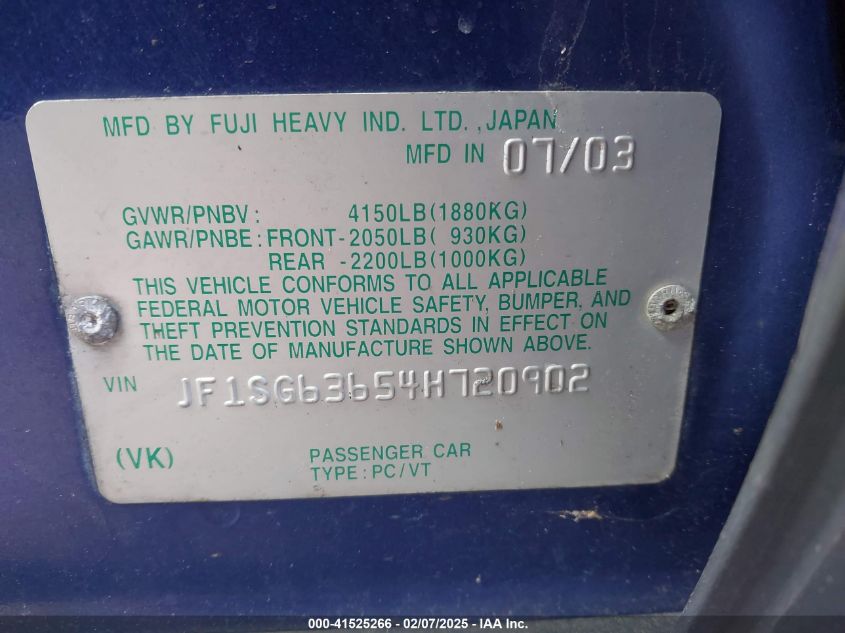 MFD BY FUJI HEAVY IND. LTD., JAPAN
MFD IN 07/03
GVWR/PNBV: 4150LB(1880KG)
GAWR/PNBE: FRONT-2050LB( 930KG)
REAR -2200LB(1000KG)
THIS VEHICLE CONFORMS TO ALL APPLICABLE
FEDERAL MOTOR VEHICLE SAFETY, BUMPER, AND
THEFT PREVENTION STANDARDS IN EFFECT ON
THE DATE OF MANUFACTURE SHOWN ABOVE.
VIN JF1SG63654H720902
(VK) PASSENGER CAR
TYPE: PC/VT
000-41525266 - 02/07/2025 - IAA Inc.